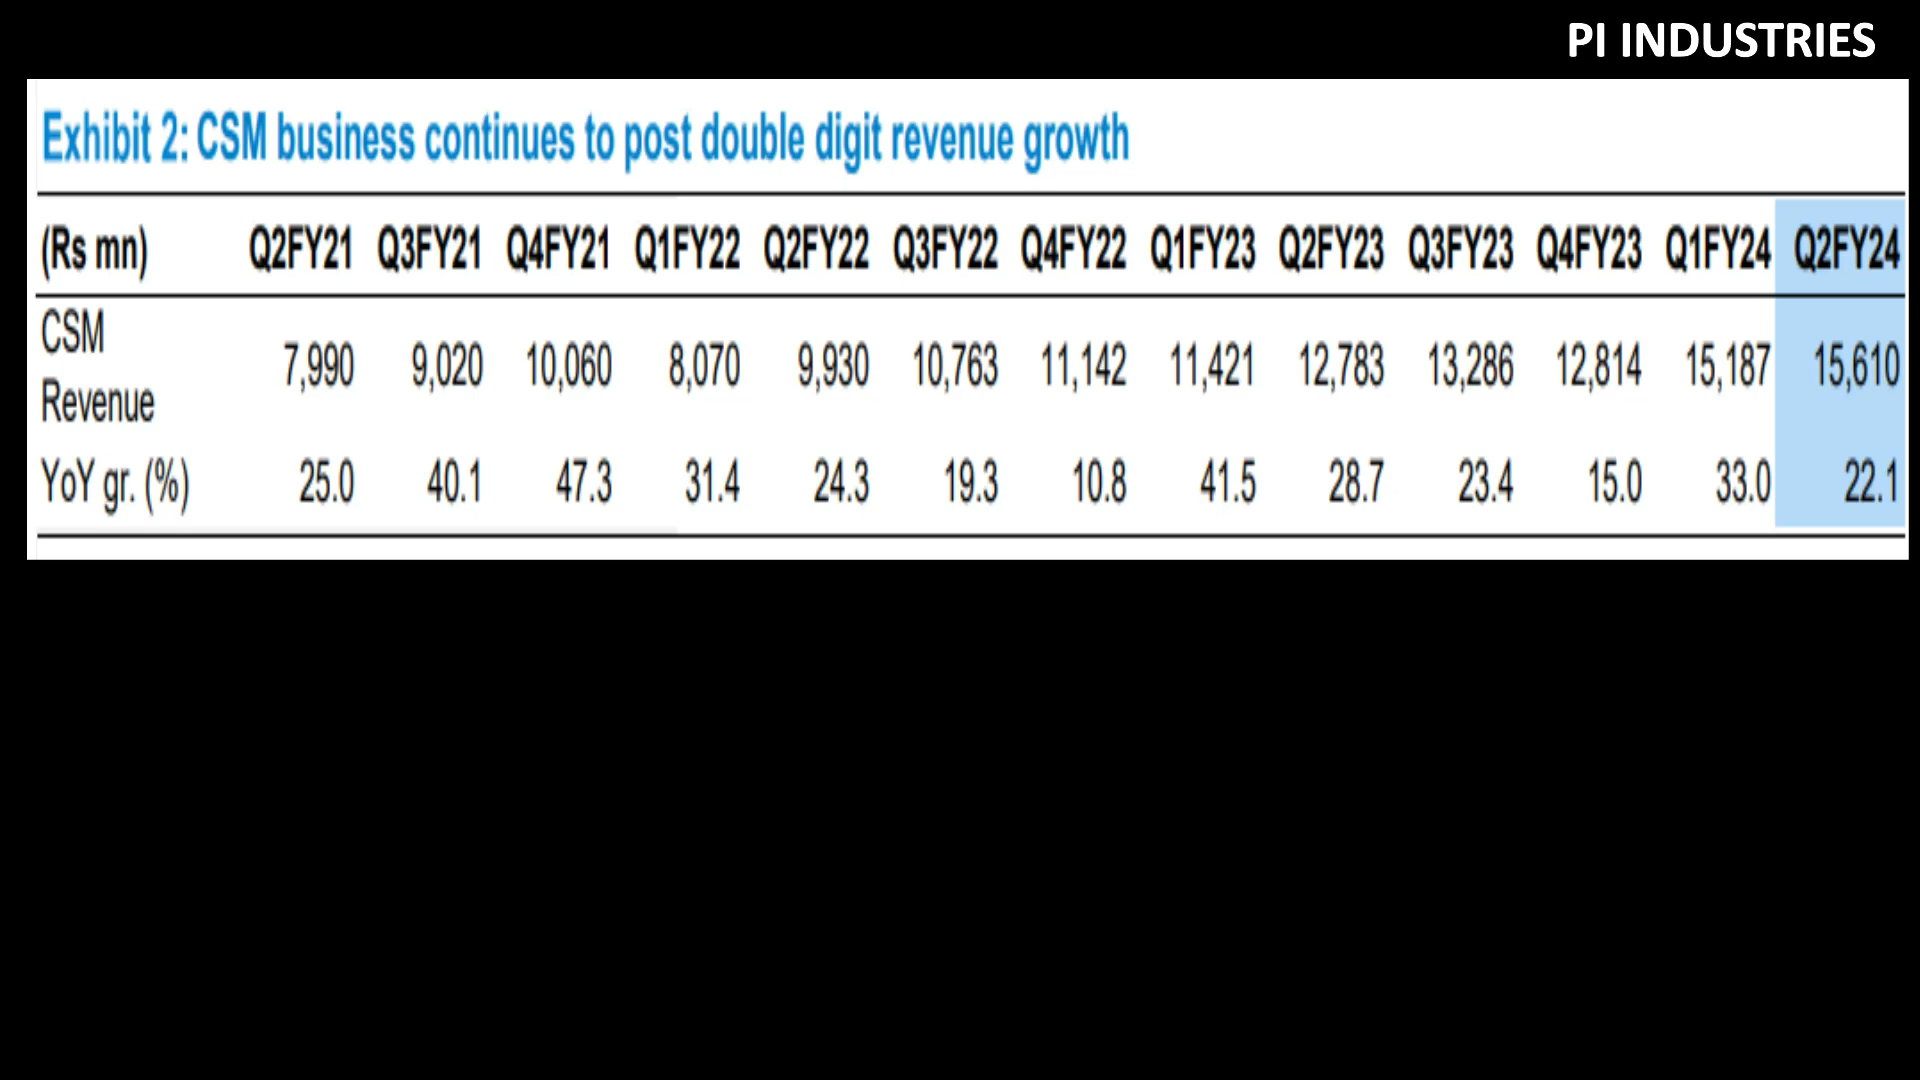 PI INDUSTRIES
Exhibit 2: CSM business continues to post double digit revenue growth
(Rs mn) Q2FY21 Q3FY21 Q4FY21 Q1FY22 Q2FY22 Q3FY22 Q4FY22 Q1FY23 Q2FY23 Q3FY23 Q4FY23 Q1FY24 Q2FY24
CSM
Revenue 7,990 9,020 10,060 8,070 9,930 10,763 11,142 11,421 12,783 13,286 12,814 15,187 15,610
YoY gr. (%) 25.0 40.1 47.3 31.4 24.3 19.3 10.8 41.5 28.7 23.4 15.0 33.0 22.1